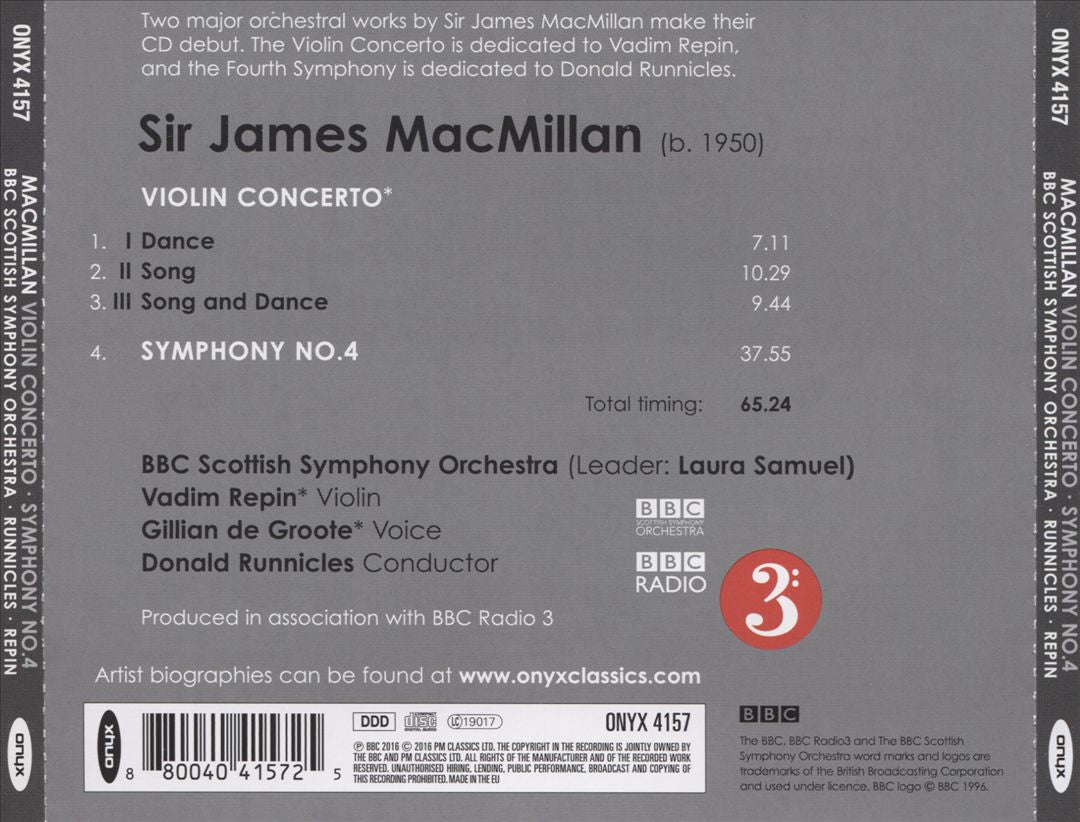 Two major orchestral works by Sir James MacMillan make their
CD debut. The Violin Concerto is dedicated to Vadim Repin,
and the Fourth Symphony is dedicated to Donald Runnicles.
Sir James MacMillan (b. 1950)
VIOLIN CONCERTO*
1. I Dance 7.11
2. II Song 10.29
3. III Song and Dance 9.44
4. SYMPHONY NO.4 37.55
Total timing: 65.24
BBC Scottish Symphony Orchestra (Leader: Laura Samuel)
Vadim Repin* Violin
Gillian de Groote* Voice
Donald Runnicles Conductor
BBC
SCOTTISH SYMPHONY
ORCHESTRA
BBC
RADIO
3
Produced in association with BBC Radio 3
Artist biographies can be found at www.onyxclassics.com
onyx
8 80040 41572 5
DDD
COMPACT
disc
DIGITAL AUDIO
LC 19017
ONYX 4157
℗ BBC 2016 © 2016 PM CLASSICS LTD. THE COPYRIGHT IN THE RECORDING IS JOINTLY OWNED BY
THE BBC AND PM CLASSICS LTD. ALL RIGHTS OF THE MANUFACTURER AND OF THE RECORDED WORK
RESERVED. UNAUTHORISED HIRING, LENDING, PUBLIC PERFORMANCE, BROADCAST AND COPYING OF
THIS RECORDING PROHIBITED. MADE IN THE EU
BBC
The BBC, BBC Radio3 and The BBC Scottish
Symphony Orchestra word marks and logos are
trademarks of the British Broadcasting Corporation
and used under licence. BBC logo © BBC 1996.
ONYX 4157
MACMILLAN VIOLIN CONCERTO · SYMPHONY NO.4
BBC SCOTTISH SYMPHONY ORCHESTRA · RUNNICLES · REPIN
onyx
ONYX 4157
MACMILLAN VIOLIN CONCERTO · SYMPHONY NO.4
BBC SCOTTISH SYMPHONY ORCHESTRA · RUNNICLES · REPIN
onyx